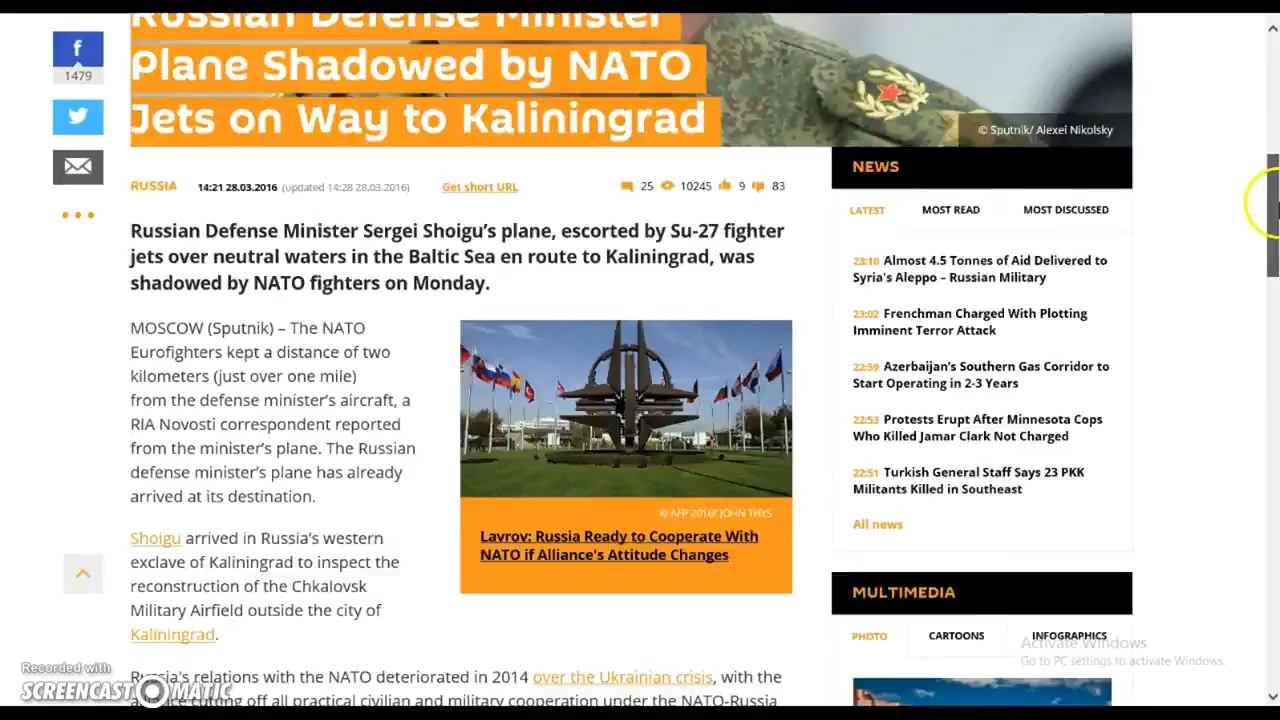 Russian Defense Minister
Plane Shadowed by NATO
Jets on Way to Kaliningrad
© Sputnik/ Alexei Nikolsky
f
1479
RUSSIA 14:21 28.03.2016 (updated 14:28 28.03.2016) Get short URL 25 10245 9 83
Russian Defense Minister Sergei Shoigu’s plane, escorted by Su-27 fighter
jets over neutral waters in the Baltic Sea en route to Kaliningrad, was
shadowed by NATO fighters on Monday.
MOSCOW (Sputnik) – The NATO
Eurofighters kept a distance of two
kilometers (just over one mile)
from the defense minister’s aircraft, a
RIA Novosti correspondent reported
from the minister’s plane. The Russian
defense minister’s plane has already
arrived at its destination.
© AFP 2016/ JOHN THYS
Lavrov: Russia Ready to Cooperate With
NATO if Alliance's Attitude Changes
Shoigu arrived in Russia’s western
exclave of Kaliningrad to inspect the
reconstruction of the Chkalovsk
Military Airfield outside the city of
Kaliningrad.
Russia's relations with the NATO deteriorated in 2014 over the Ukrainian crisis, with the
cutting off all practical civilian and military cooperation under the NATO-Russia
NEWS
LATEST MOST READ MOST DISCUSSED
23:10 Almost 4.5 Tonnes of Aid Delivered to
Syria's Aleppo – Russian Military
23:02 Frenchman Charged With Plotting
Imminent Terror Attack
22:59 Azerbaijan’s Southern Gas Corridor to
Start Operating in 2-3 Years
22:53 Protests Erupt After Minnesota Cops
Who Killed Jamar Clark Not Charged
22:51 Turkish General Staff Says 23 PKK
Militants Killed in Southeast
All news
MULTIMEDIA
PHOTO CARTOONS INFOGRAPHICS
Activate Windows
Go to PC settings to activate Windows.
Recorded with
SCREENCAST-O-MATIC